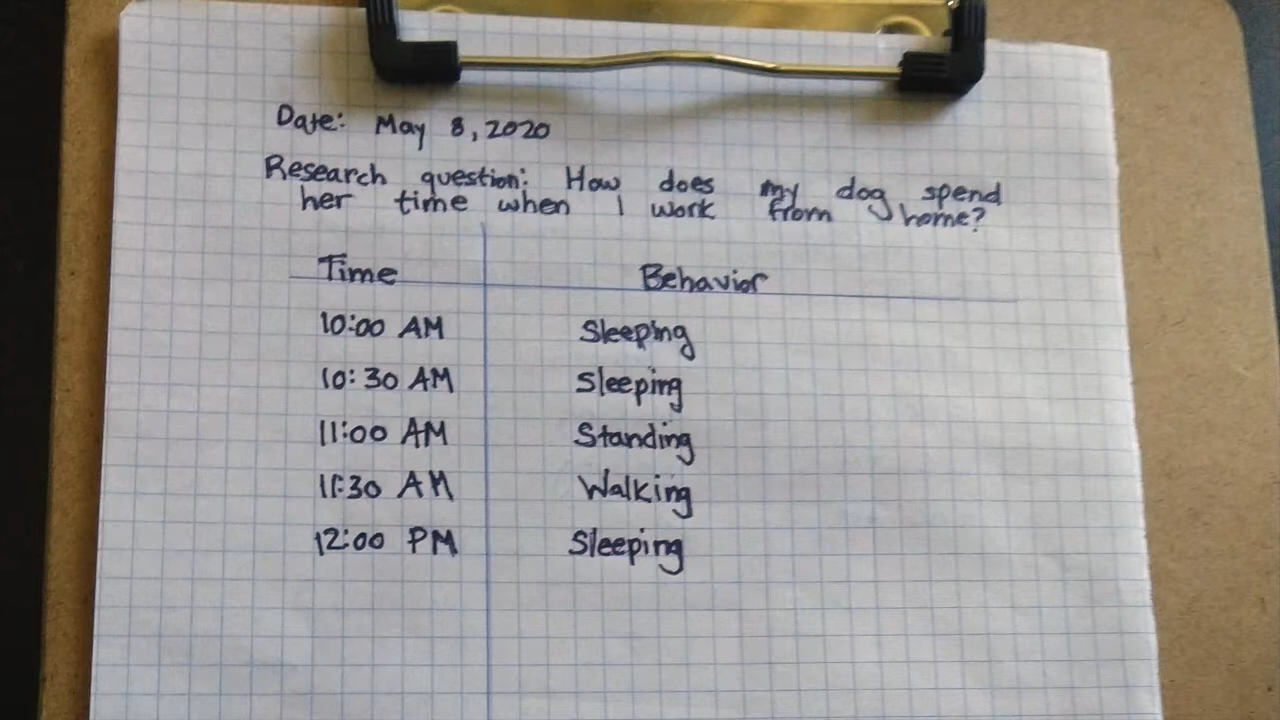 Date: May 8, 2020
Research question: How does my dog spend
her time when I work from home?
Time Behavior
10:00 AM Sleeping
10:30 AM Sleeping
11:00 AM Standing
11:30 AM Walking
12:00 PM Sleeping